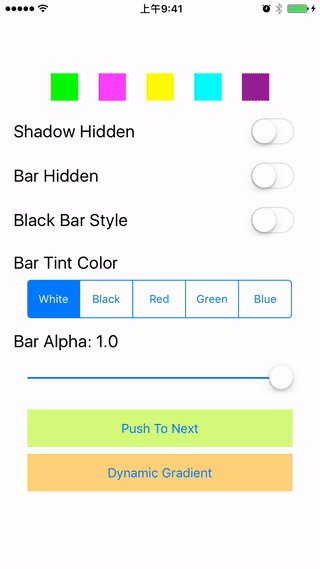 上午9:41
Shadow Hidden
Bar Hidden
Black Bar Style
Bar Tint Color
White Black Red Green Blue
Bar Alpha: 1.0
Push To Next
Dynamic Gradient